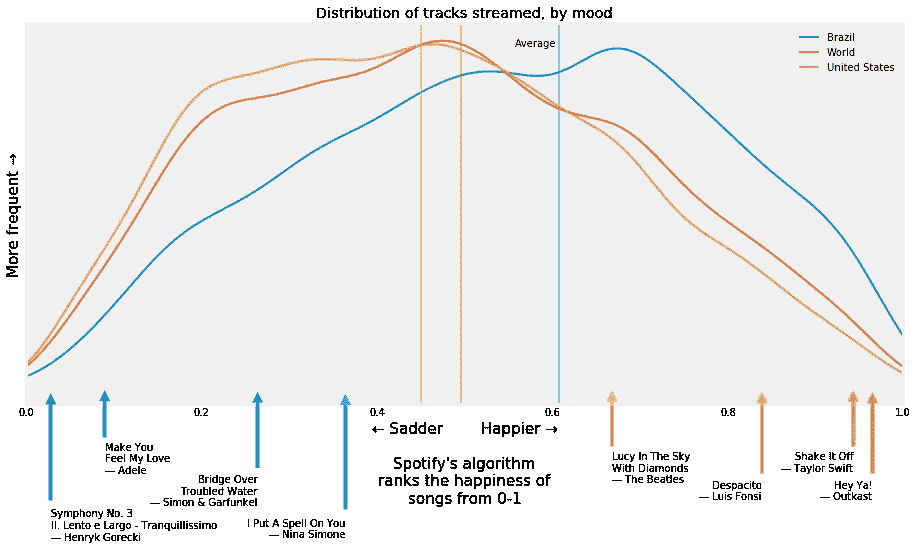 Distribution of tracks streamed, by mood
Average
Brazil
World
United States
More frequent →
0.0
0.2
0.4
0.6
0.8
1.0
← Sadder
Happier →
Spotify's algorithm
ranks the happiness of
songs from 0-1
Symphony No. 3
II. Lento e Largo - Tranquillissimo
— Henryk Gorecki
Make You
Feel My Love
— Adele
Bridge Over
Troubled Water
— Simon & Garfunkel
I Put A Spell On You
— Nina Simone
Lucy In The Sky
With Diamonds
— The Beatles
Despacito
— Luis Fonsi
Shake It Off
— Taylor Swift
Hey Ya!
— Outkast